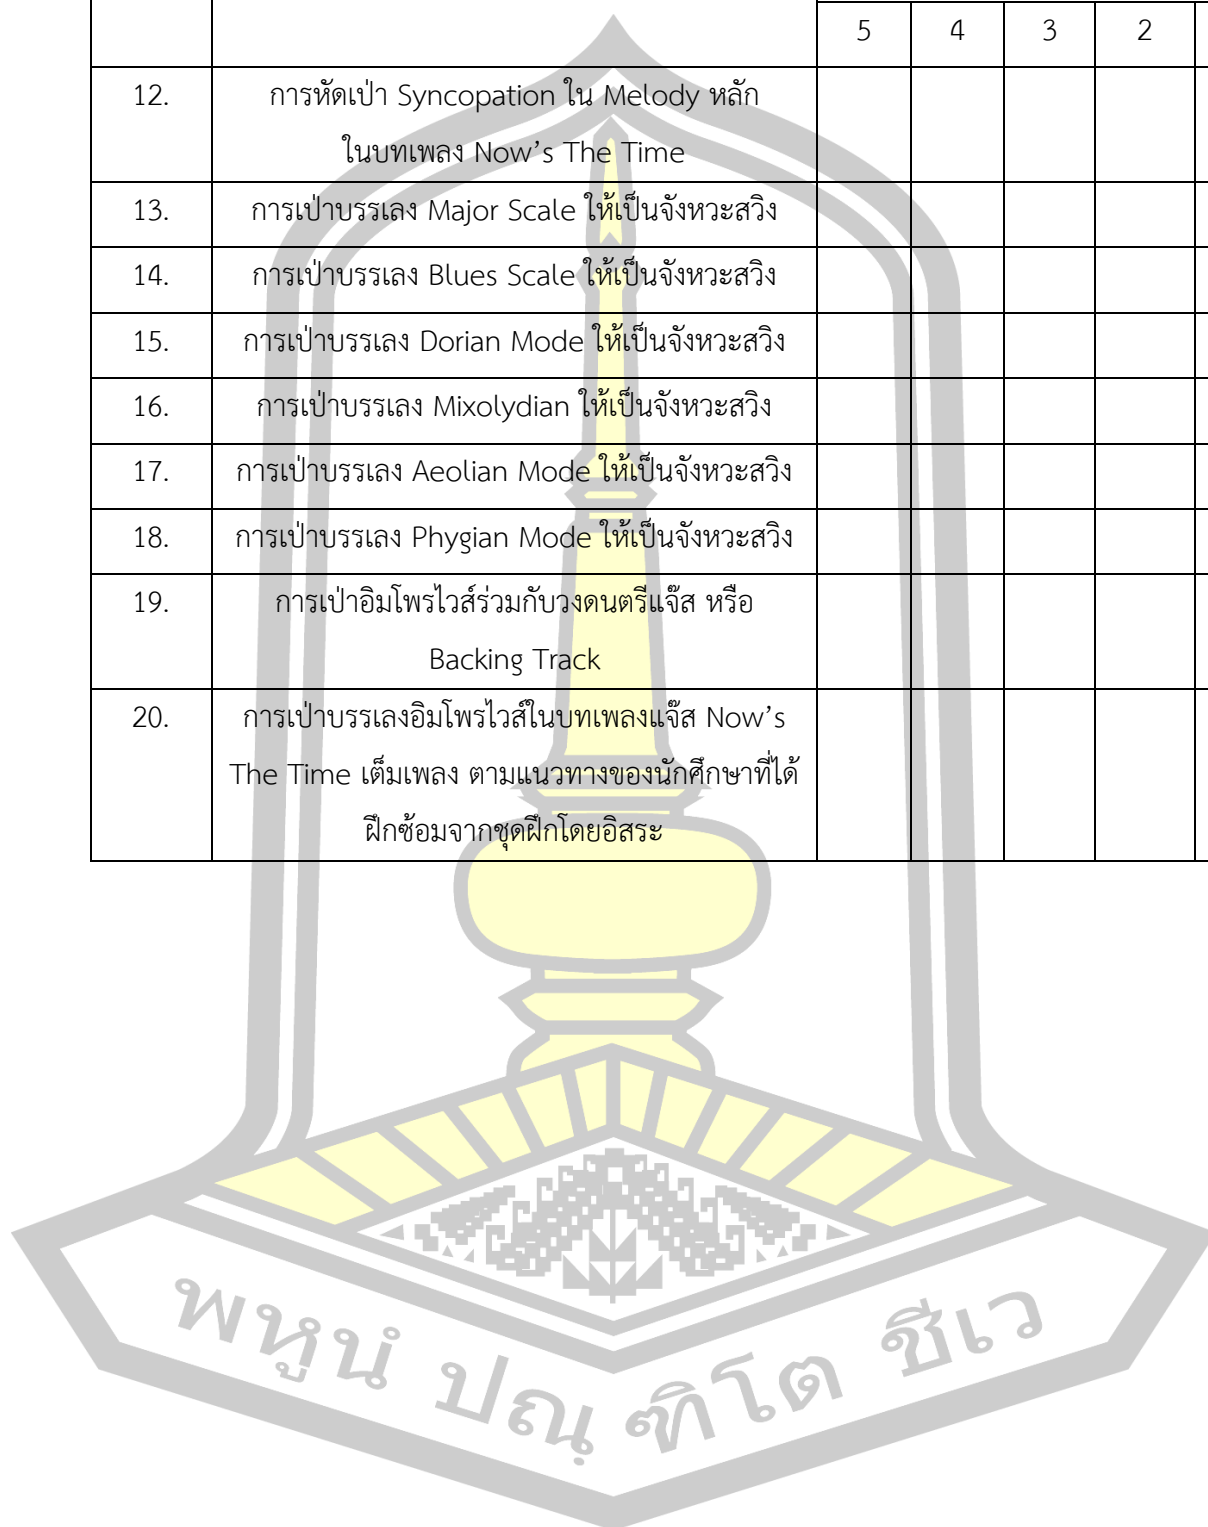 5 4 3 2
12. การหัดเป่า Syncopation ใน Melody หลัก
ในบทเพลง Now’s The Time
13. การเป่าบรรเลง Major Scale ให้เป็นจังหวะสวิง
14. การเป่าบรรเลง Blues Scale ให้เป็นจังหวะสวิง
15. การเป่าบรรเลง Dorian Mode ให้เป็นจังหวะสวิง
16. การเป่าบรรเลง Mixolydian ให้เป็นจังหวะสวิง
17. การเป่าบรรเลง Aeolian Mode ให้เป็นจังหวะสวิง
18. การเป่าบรรเลง Phygian Mode ให้เป็นจังหวะสวิง
19. การเป่าอิมโพรไวส์ร่วมกับวงดนตรีแจ๊ส หรือ
Backing Track
20. การเป่าบรรเลงอิมโพรไวส์ในบทเพลงแจ๊ส Now’s
The Time เต็มเพลง ตามแนวทางของนักศึกษาที่ได้
ฝึกซ้อมจากชุดฝึกโดยอิสระ
พหูนํ ปณฺ ฑิโต ชีเว